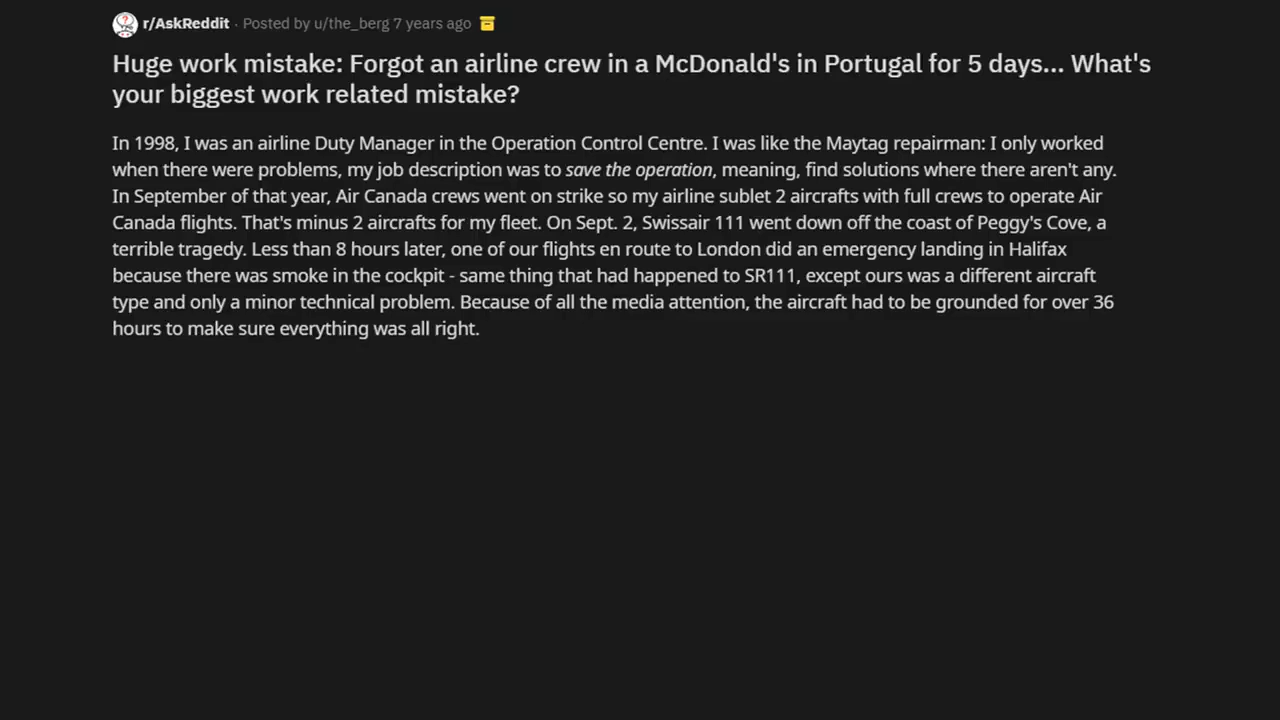 r/AskReddit · Posted by u/the_berg 7 years ago
Huge work mistake: Forgot an airline crew in a McDonald's in Portugal for 5 days... What's
your biggest work related mistake?
In 1998, I was an airline Duty Manager in the Operation Control Centre. I was like the Maytag repairman: I only worked
when there were problems, my job description was to save the operation, meaning, find solutions where there aren't any.
In September of that year, Air Canada crews went on strike so my airline sublet 2 aircrafts with full crews to operate Air
Canada flights. That's minus 2 aircrafts for my fleet. On Sept. 2, Swissair 111 went down off the coast of Peggy's Cove, a
terrible tragedy. Less than 8 hours later, one of our flights en route to London did an emergency landing in Halifax
because there was smoke in the cockpit - same thing that had happened to SR111, except ours was a different aircraft
type and only a minor technical problem. Because of all the media attention, the aircraft had to be grounded for over 36
hours to make sure everything was all right.